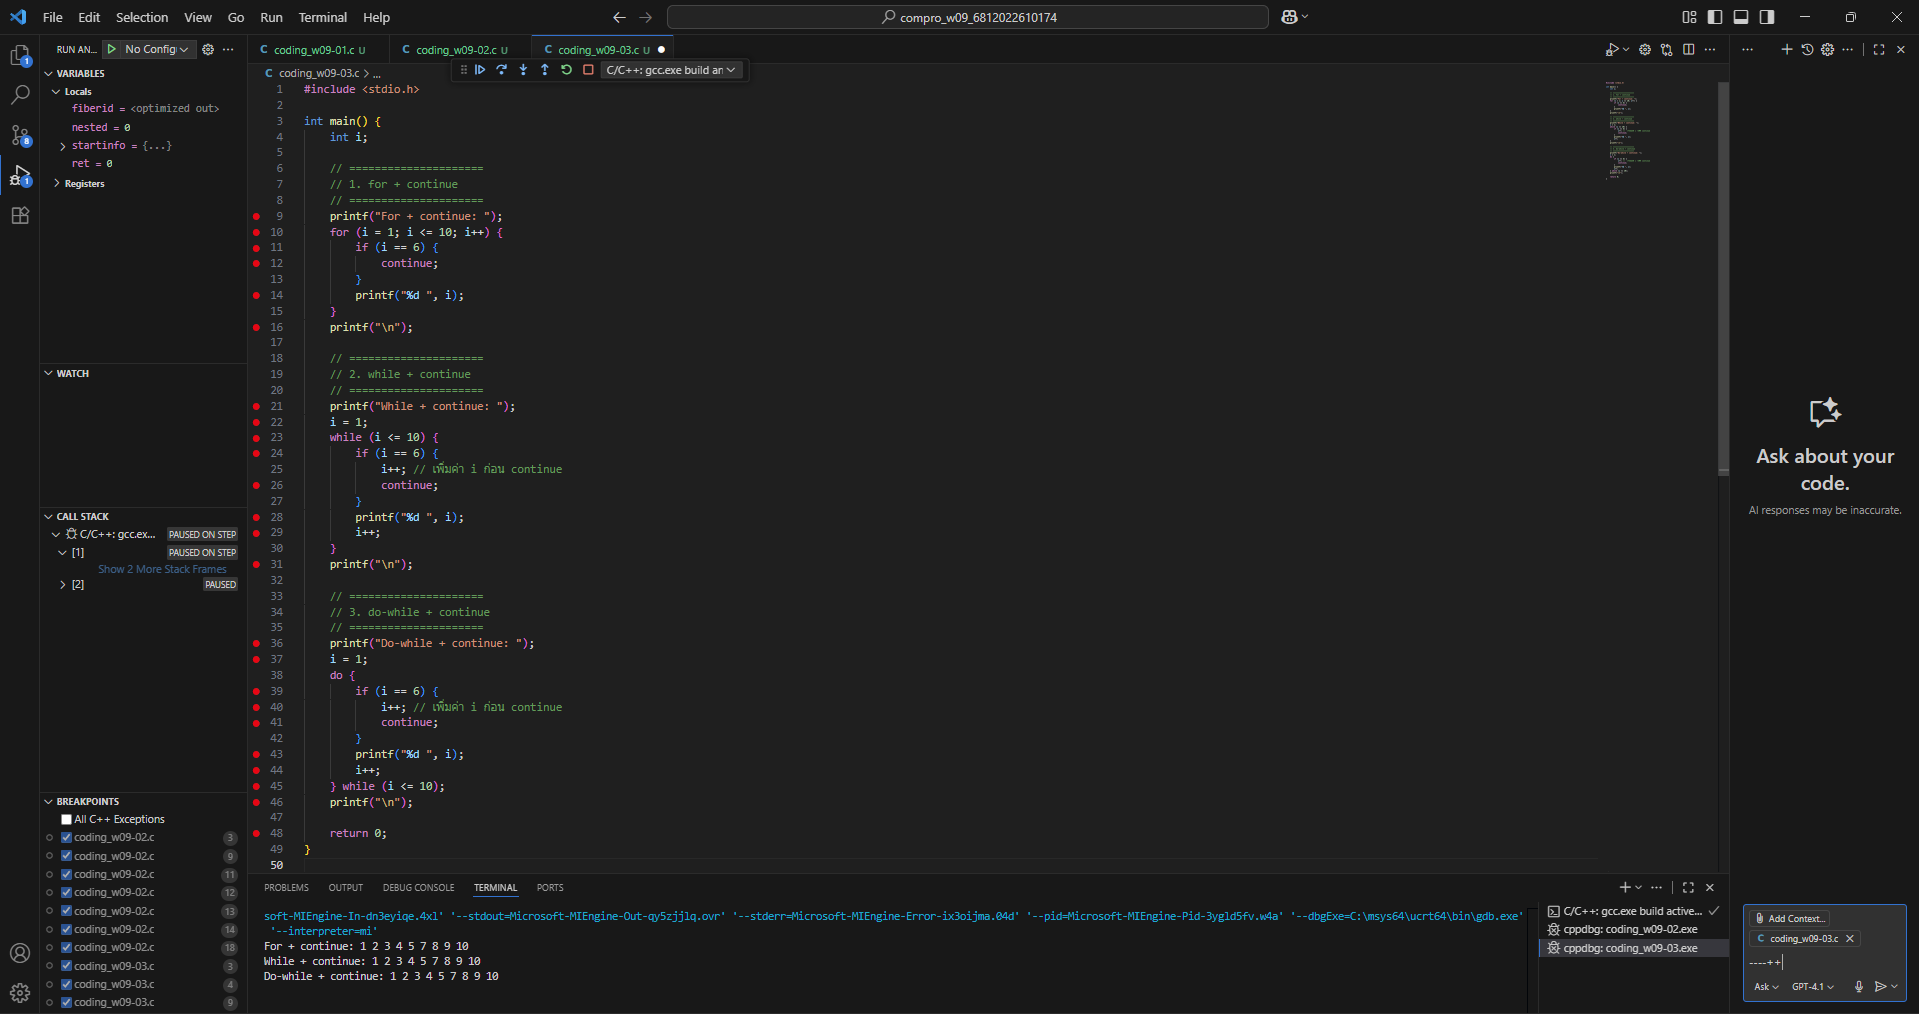 File Edit Selection View Go Run Terminal Help
compro_w09_6812022610174
RUN AN... No Config
coding_w09-01.c U
coding_w09-02.c U
coding_w09-03.c U
coding_w09-03.c > ...
C/C++: gcc.exe build ar
VARIABLES
Locals
fiberid = <optimized out>
nested = 0
startinfo = {...}
ret = 0
Registers
WATCH
CALL STACK
C/C++: gcc.ex... PAUSED ON STEP
[1] PAUSED ON STEP
Show 2 More Stack Frames
[2] PAUSED
BREAKPOINTS
All C++ Exceptions
coding_w09-02.c 3
coding_w09-02.c 9
coding_w09-02.c 11
coding_w09-02.c 12
coding_w09-02.c 13
coding_w09-02.c 14
coding_w09-02.c 18
coding_w09-03.c 3
coding_w09-03.c 4
coding_w09-03.c 9
1 #include <stdio.h>
2
3 int main() {
4 int i;
5
6 // =====================
7 // 1. for + continue
8 // =====================
9 printf("For + continue: ");
10 for (i = 1; i <= 10; i++) {
11 if (i == 6) {
12 continue;
13 }
14 printf("%d ", i);
15 }
16 printf("\n");
17
18 // =====================
19 // 2. while + continue
20 // =====================
21 printf("While + continue: ");
22 i = 1;
23 while (i <= 10) {
24 if (i == 6) {
25 i++; // เพิ่มค่า i ก่อน continue
26 continue;
27 }
28 printf("%d ", i);
29 i++;
30 }
31 printf("\n");
32
33 // =====================
34 // 3. do-while + continue
35 // =====================
36 printf("Do-while + continue: ");
37 i = 1;
38 do {
39 if (i == 6) {
40 i++; // เพิ่มค่า i ก่อน continue
41 continue;
42 }
43 printf("%d ", i);
44 i++;
45 } while (i <= 10);
46 printf("\n");
47
48 return 0;
49 }
50
PROBLEMS OUTPUT DEBUG CONSOLE TERMINAL PORTS
soft-MIEngine-In-dn3eyiqe.4xl' '--stdout=Microsoft-MIEngine-Out-qy5zjjlq.ovr' '--stderr=Microsoft-MIEngine-Error-ix3oijma.04d' '--pid=Microsoft-MIEngine-Pid-3ygld5fv.w4a' '--dbgExe=C:\msys64\ucrt64\bin\gdb.exe'
'--interpreter=mi'
For + continue: 1 2 3 4 5 7 8 9 10
While + continue: 1 2 3 4 5 7 8 9 10
Do-while + continue: 1 2 3 4 5 7 8 9 10
C/C++: gcc.exe build active...
cppdbg: coding_w09-02.exe
cppdbg: coding_w09-03.exe
Ask about your
code.
AI responses may be inaccurate.
Add Context...
coding_w09-03.c
----++
Ask GPT-4.1
1
8
1